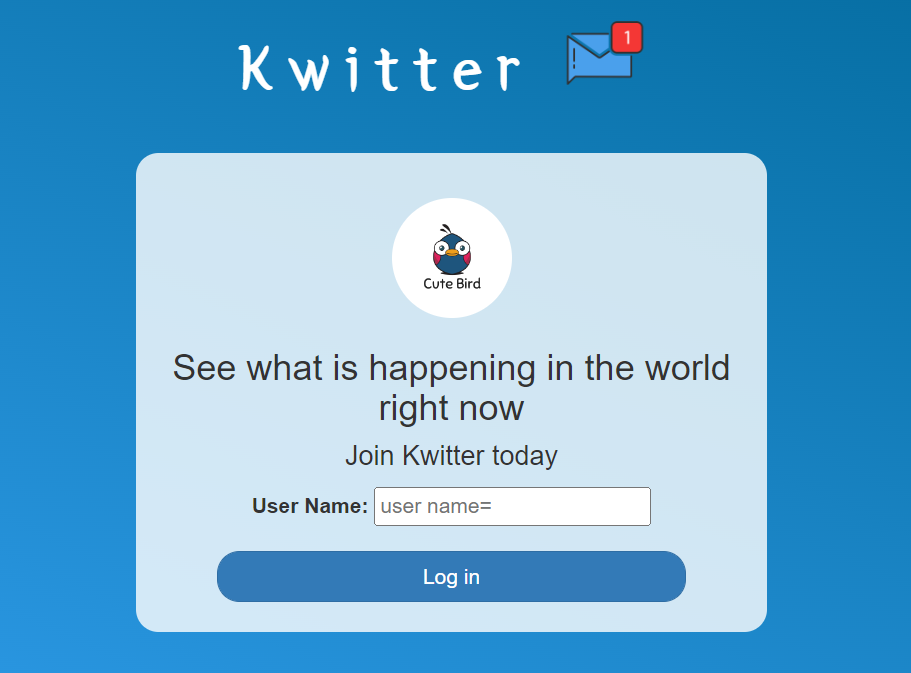 Kwitter
1
Cute Bird
See what is happening in the world
right now
Join Kwitter today
User Name: user name=
Log in